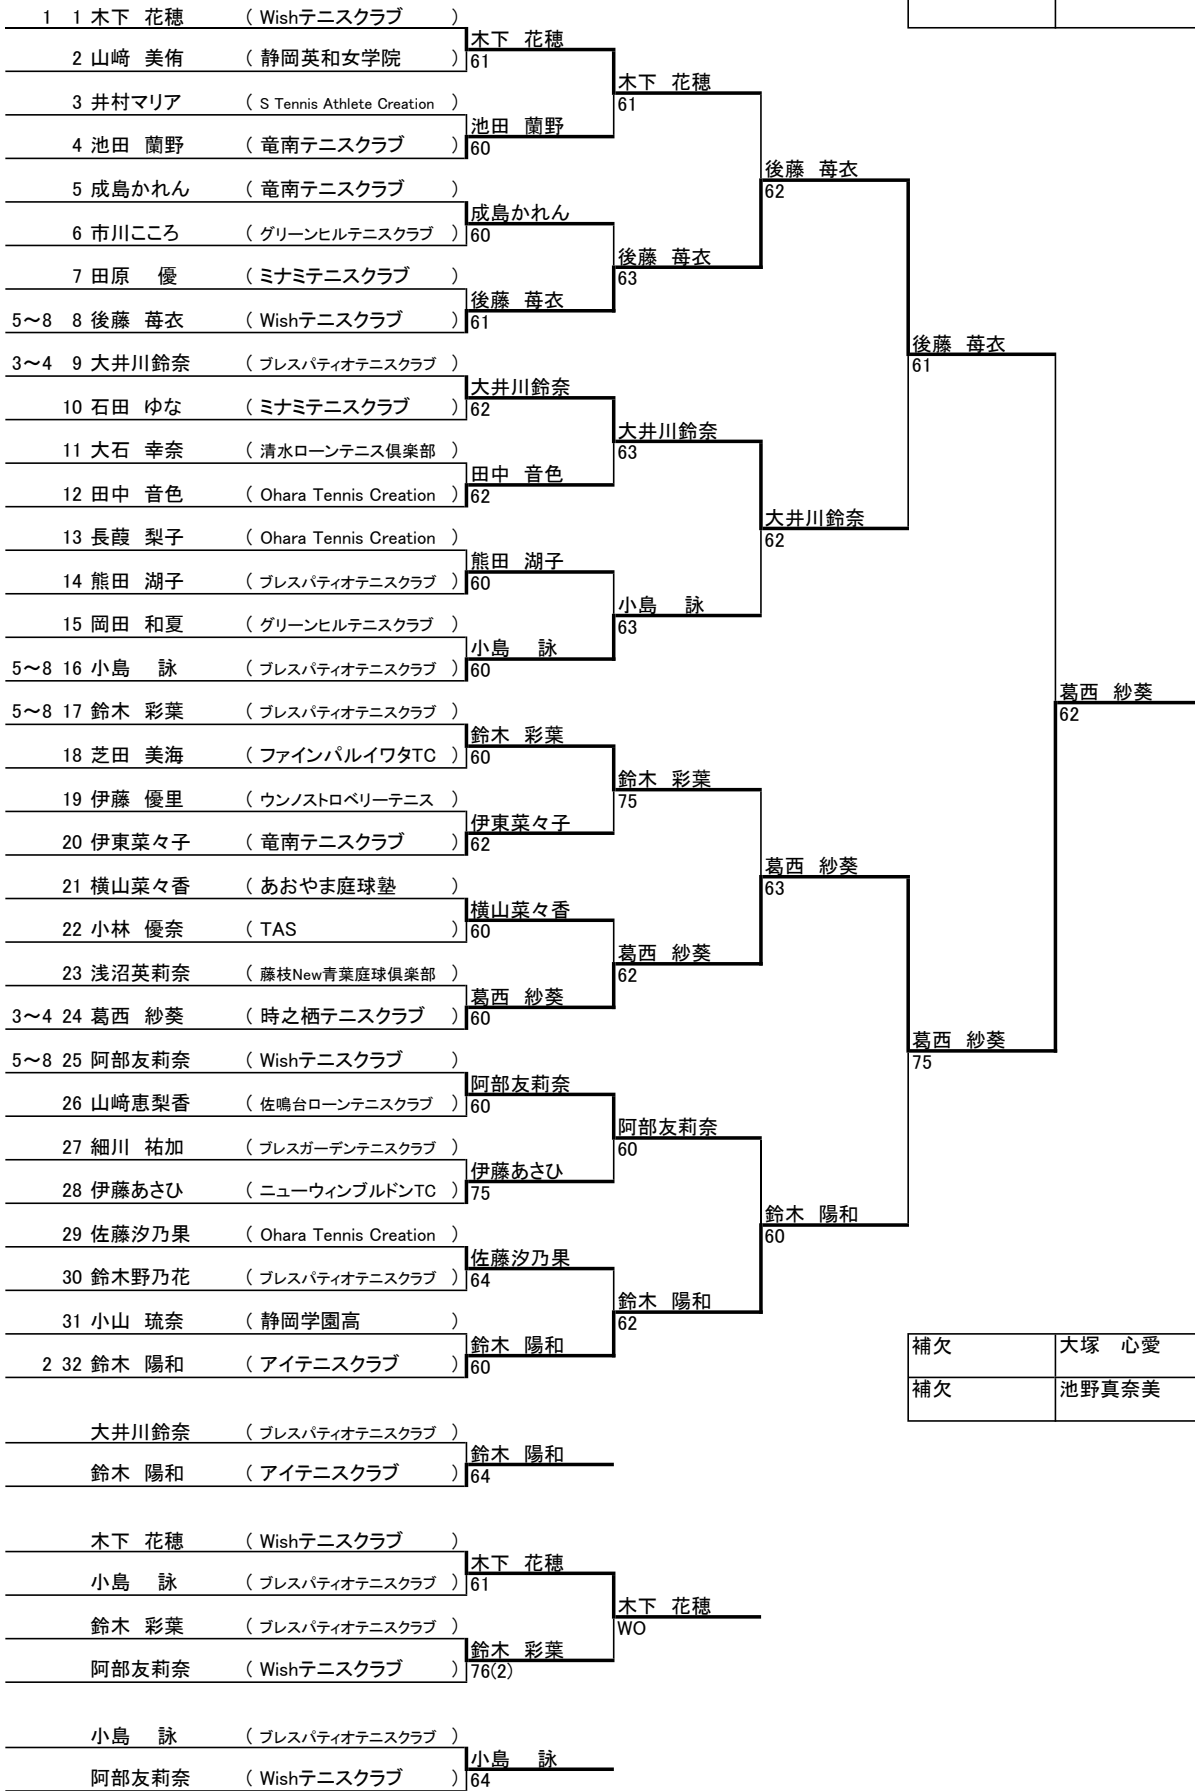 1 1 木下 花穂 ( Wishテニスクラブ )
木下 花穂
2 山﨑 美侑 ( 静岡英和女学院 ) 61
木下 花穂
3 井村マリア ( S Tennis Athlete Creation ) 61
池田 蘭野
4 池田 蘭野 ( 竜南テニスクラブ ) 60
後藤 苺衣
5 成島かれん ( 竜南テニスクラブ ) 62
成島かれん
6 市川こころ ( グリーンヒルテニスクラブ ) 60
後藤 苺衣
7 田原 優 ( ミナミテニスクラブ ) 63
後藤 苺衣
5～8 8 後藤 苺衣 ( Wishテニスクラブ ) 61
後藤 苺衣
3～4 9 大井川鈴奈 ( ブレスパティオテニスクラブ ) 61
大井川鈴奈
10 石田 ゆな ( ミナミテニスクラブ ) 62
大井川鈴奈
11 大石 幸奈 ( 清水ローンテニス倶楽部 ) 63
田中 音色
12 田中 音色 ( Ohara Tennis Creation ) 62
大井川鈴奈
13 長葭 梨子 ( Ohara Tennis Creation ) 62
熊田 湖子
14 熊田 湖子 ( ブレスパティオテニスクラブ ) 60
小島 詠
15 岡田 和夏 ( グリーンヒルテニスクラブ ) 63
小島 詠
5～8 16 小島 詠 ( ブレスパティオテニスクラブ ) 60
葛西 紗葵
5～8 17 鈴木 彩葉 ( ブレスパティオテニスクラブ ) 62
鈴木 彩葉
18 芝田 美海 ( ファインパルイワタTC ) 60
鈴木 彩葉
19 伊藤 優里 ( ウンノストロベリーテニス ) 75
伊東菜々子
20 伊東菜々子 ( 竜南テニスクラブ ) 62
葛西 紗葵
21 横山菜々香 ( あおやま庭球塾 ) 63
横山菜々香
22 小林 優奈 ( TAS ) 60
葛西 紗葵
23 浅沼英莉奈 ( 藤枝New青葉庭球倶楽部 ) 62
葛西 紗葵
3～4 24 葛西 紗葵 ( 時之栖テニスクラブ ) 60
葛西 紗葵
5～8 25 阿部友莉奈 ( Wishテニスクラブ ) 75
阿部友莉奈
26 山﨑恵梨香 ( 佐鳴台ローンテニスクラブ ) 60
阿部友莉奈
27 細川 祐加 ( ブレスガーデンテニスクラブ ) 60
伊藤あさひ
28 伊藤あさひ ( ニューウィンブルドンTC ) 75
鈴木 陽和
29 佐藤汐乃果 ( Ohara Tennis Creation ) 60
佐藤汐乃果
30 鈴木野乃花 ( ブレスパティオテニスクラブ ) 64
鈴木 陽和
31 小山 琉奈 ( 静岡学園高 ) 62
鈴木 陽和
補欠 大塚 心愛
2 32 鈴木 陽和 ( アイテニスクラブ ) 60
補欠 池野真奈美
大井川鈴奈 ( ブレスパティオテニスクラブ )
鈴木 陽和
鈴木 陽和 ( アイテニスクラブ ) 64
木下 花穂 ( Wishテニスクラブ )
木下 花穂
小島 詠 ( ブレスパティオテニスクラブ ) 61
木下 花穂
鈴木 彩葉 ( ブレスパティオテニスクラブ ) WO
鈴木 彩葉
阿部友莉奈 ( Wishテニスクラブ ) 76(2)
小島 詠 ( ブレスパティオテニスクラブ )
小島 詠
阿部友莉奈 ( Wishテニスクラブ ) 64